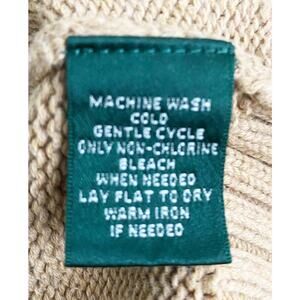 MACHINE WASH
COLD
GENTLE CYCLE
ONLY NON-CHLORINE
BLEACH
WHEN NEEDED
LAY FLAT TO DRY
WARM IRON
IF NEEDED